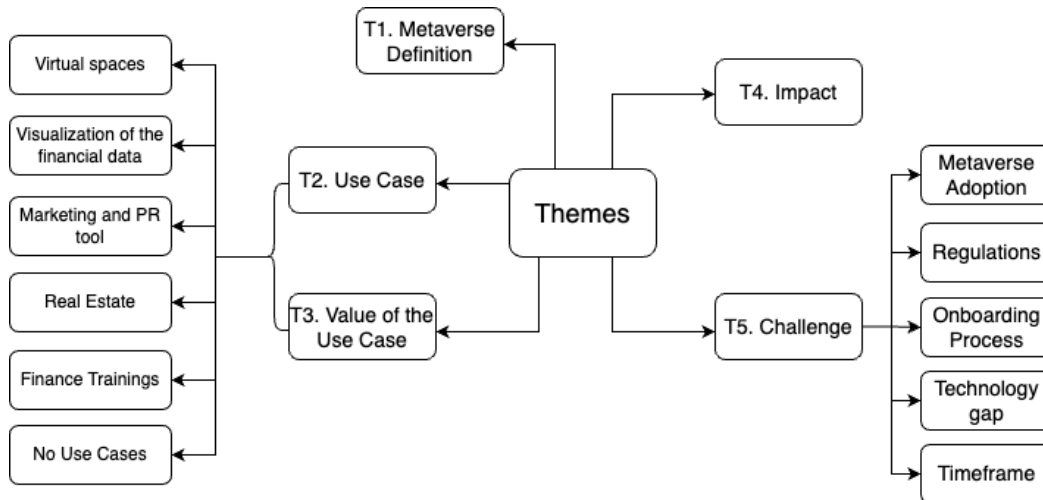 T1. Metaverse
Definition
Virtual spaces
Visualization of the
financial data
Marketing and PR
tool
Real Estate
Finance Trainings
No Use Cases
T2. Use Case
T3. Value of the
Use Case
Themes
T4. Impact
T5. Challenge
Metaverse
Adoption
Regulations
Onboarding
Process
Technology
gap
Timeframe